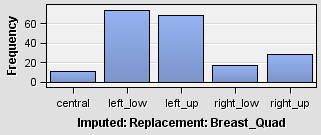 Frequency
60
40
20
0
central left_low left_up right_low right_up
Imputed: Replacement: Breast_Quad